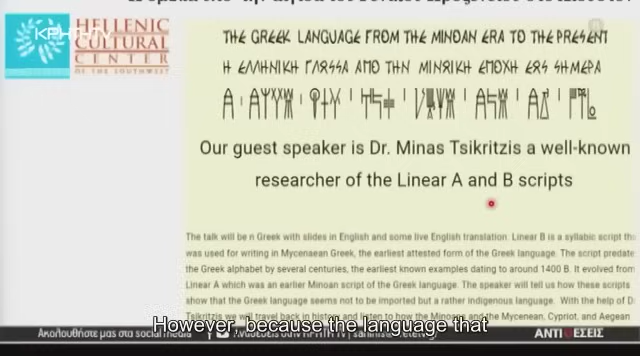 ΚΡΗΤΗ TV
HELLENIC
CULTURAL
CENTER
OF THE SOUTHWEST
THE GREEK LANGUAGE FROM THE MINOAN ERA TO THE PRESENT
Η ΕΛΛΗΝΙΚΗ ΓΛΩΣΣΑ ΑΠΟ ΤΗΝ ΜΙΝΩΙΚΗ ΕΠΟΧΗ ΕΩΣ ΣΗΜΕΡΑ
Our guest speaker is Dr. Minas Tsikritzis a well-known
researcher of the Linear A and B scripts
The talk will be n Greek with slides in English and some live English translation. Linear B is a syllabic script
was used for writing in Mycenaean Greek, the earliest attested form of the Greek language. The script predate
the Greek alphabet by several centuries, the earliest known examples dating to around 1400 B. It evolved from
Linear A which was an earlier Minoan script of the Greek language. The speaker will tell us how these scripts
show that the Greek language seems not to be imported but a rather indigenous language. With the help of D
Tsikritzis we will travel back in history and listen to how the Minoan and the Mycenean, Cypriot, and Aegean
However, because the language that
Ακολουθήστε μας στα social media
ΑΝΤΙΘΕΣΕΙΣ